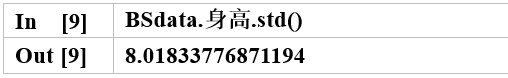 In [9] BSdata.身高.std()
Out [9] 8.01833776871194